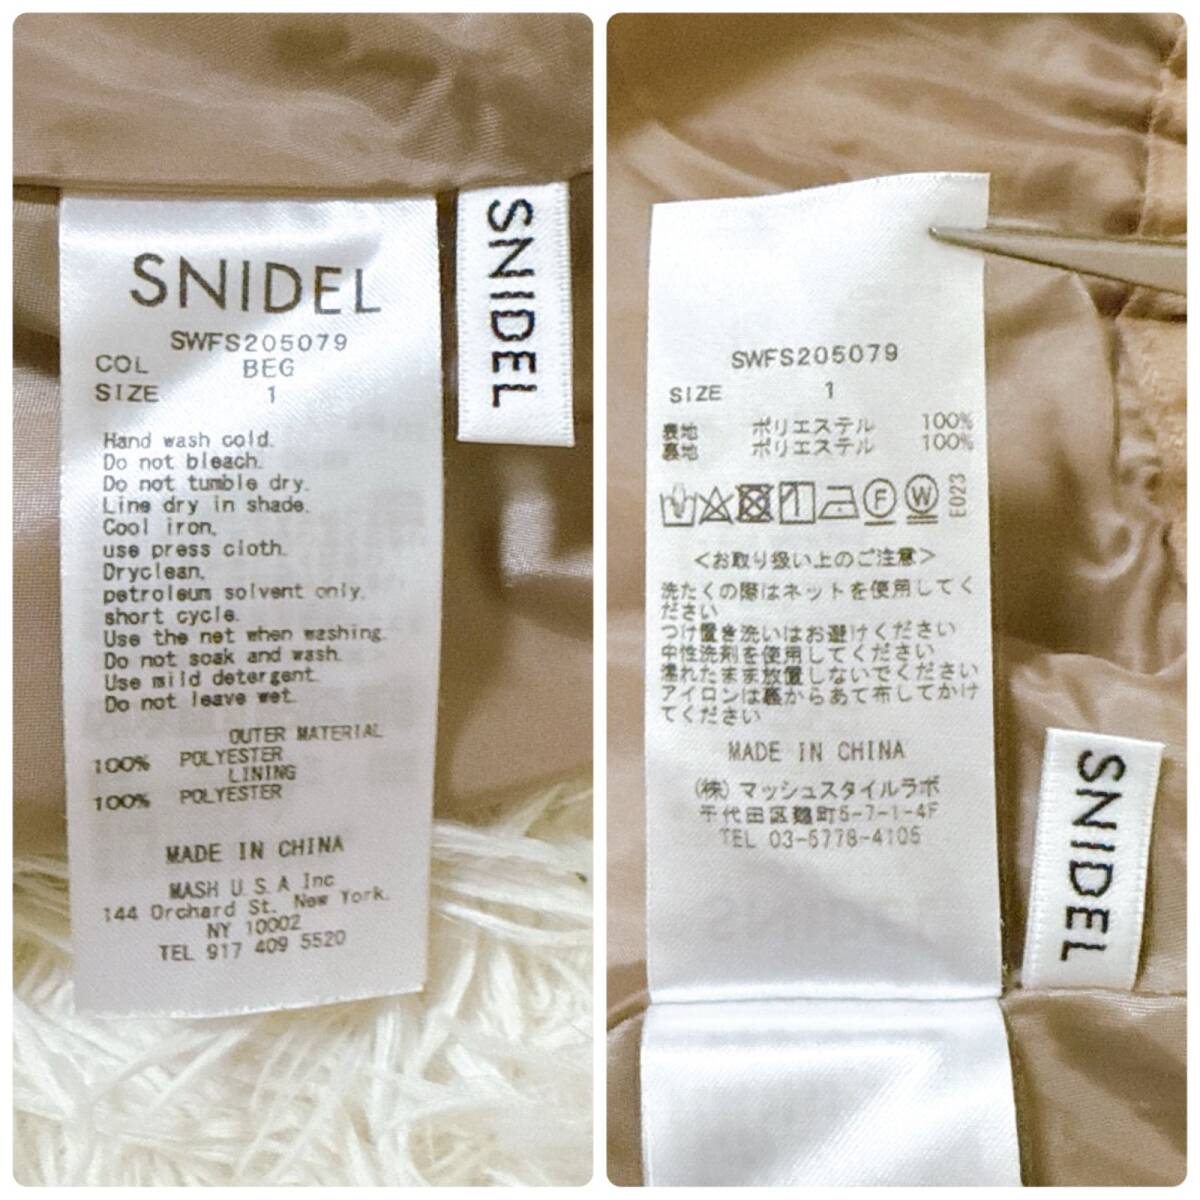 SNIDEL
SWFS205079
COL BEG
SIZE 1
Hand wash cold.
Do not bleach.
Do not tumble dry.
Line dry in shade.
Cool iron,
use press cloth.
Dryclean,
petroleum solvent only,
short cycle.
Use the net when washing.
Do not soak and wash.
Use mild detergent.
Do not leave wet.
OUTER MATERIAL
100% POLYESTER
LINING
100% POLYESTER
MADE IN CHINA
MASH U.S.A Inc
144 Orchard St. New York.
NY 10002
TEL 917 409 5520
SNIDEL
SWFS205079
SIZE 1
表地 ポリエステル 100%
裏地 ポリエステル 100%
F W E023
<お取り扱い上のご注意>
洗たくの際はネットを使用してく
ださい
つけ置き洗いはお避けください
中性洗剤を使用してください
濡れたまま放置しないでください
アイロンは裏からあて布してかけ
てください
MADE IN CHINA
(株)マッシュスタイルラボ
千代田区麹町5-7-1-4F
TEL 03-5778-4105
SNIDEL